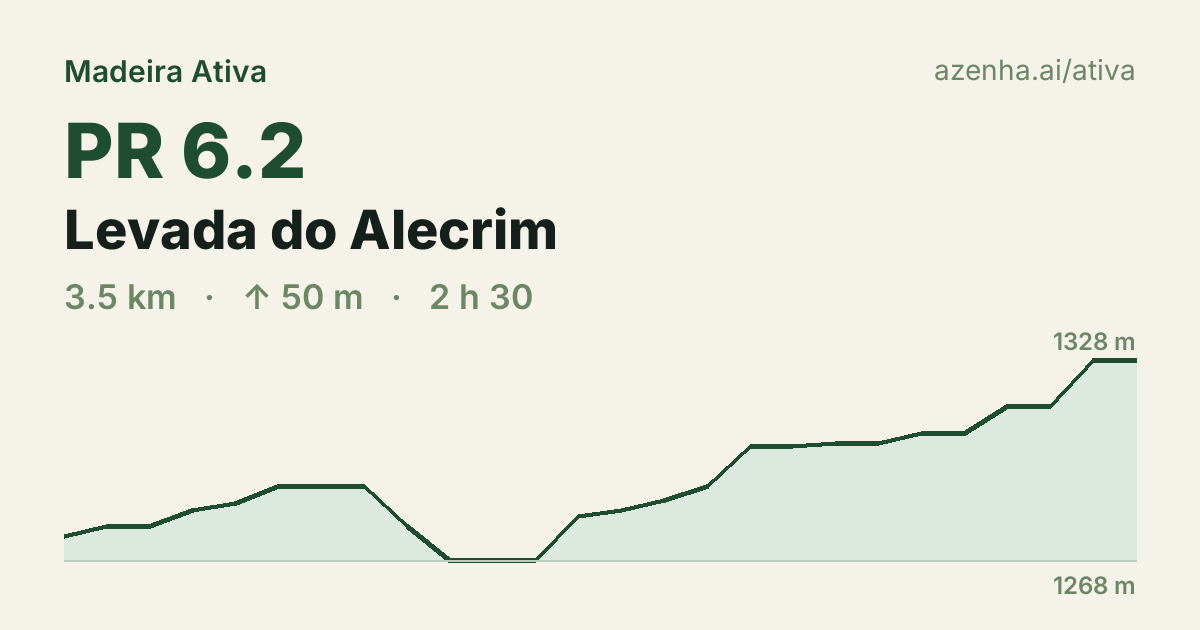 Madeira Ativa
azenha.ai/ativa
PR 6.2
Levada do Alecrim
3.5 km · ↑ 50 m · 2 h 30
1328 m
1268 m